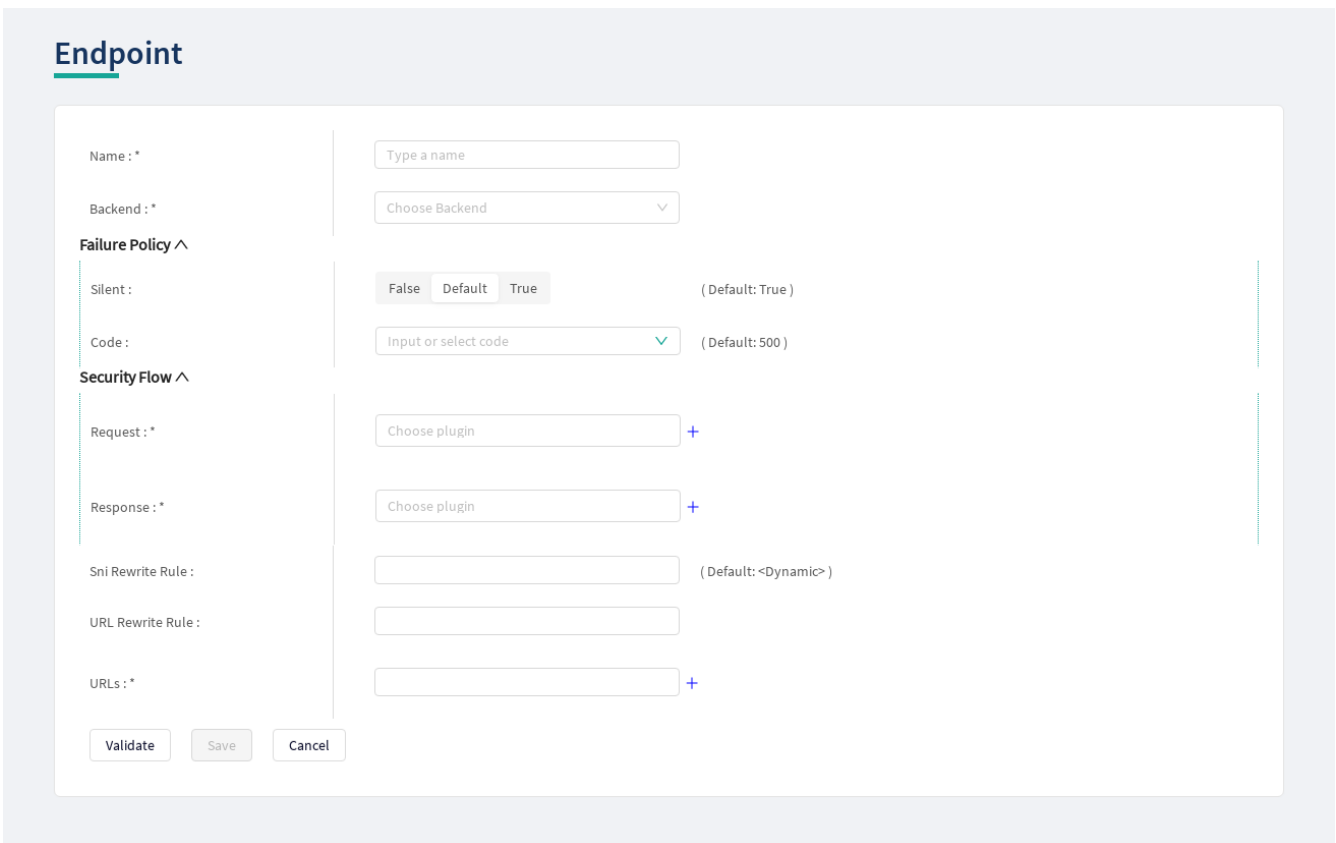 Endpoint
Name : * Type a name
Backend : * Choose Backend
Failure Policy
Silent : False Default True ( Default: True )
Code : Input or select code ( Default: 500 )
Security Flow
Request : * Choose plugin +
Response : * Choose plugin +
Sni Rewrite Rule : ( Default: <Dynamic> )
URL Rewrite Rule :
URLs : * +
Validate Save Cancel